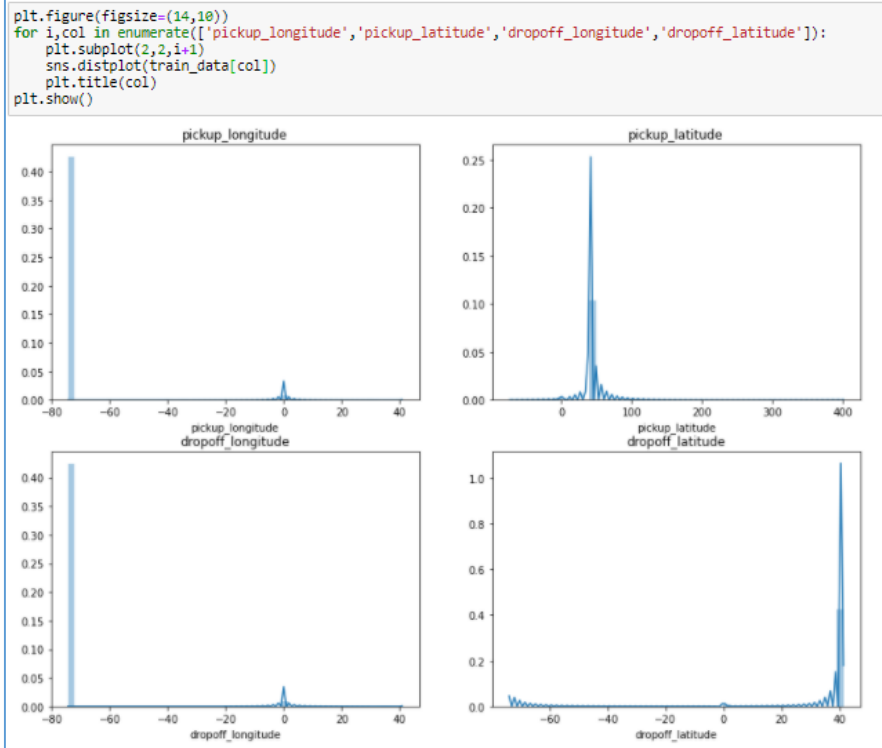 plt.figure(figsize=(14,10))
for i,col in enumerate(['pickup_longitude','pickup_latitude','dropoff_longitude','dropoff_latitude']):
    plt.subplot(2,2,i+1)
    sns.distplot(train_data[col])
    plt.title(col)
plt.show()
pickup_longitude
0.40
0.35
0.30
0.25
0.20
0.15
0.10
0.05
0.00
−80 −60 −40 −20 0 20 40
pickup_longitude
pickup_latitude
0.25
0.20
0.15
0.10
0.05
0.00
0 100 200 300 400
pickup_latitude
dropoff_longitude
0.40
0.35
0.30
0.25
0.20
0.15
0.10
0.05
0.00
−80 −60 −40 −20 0 20 40
dropoff_longitude
dropoff_latitude
1.0
0.8
0.6
0.4
0.2
0.0
−60 −40 −20 0 20 40
dropoff_latitude